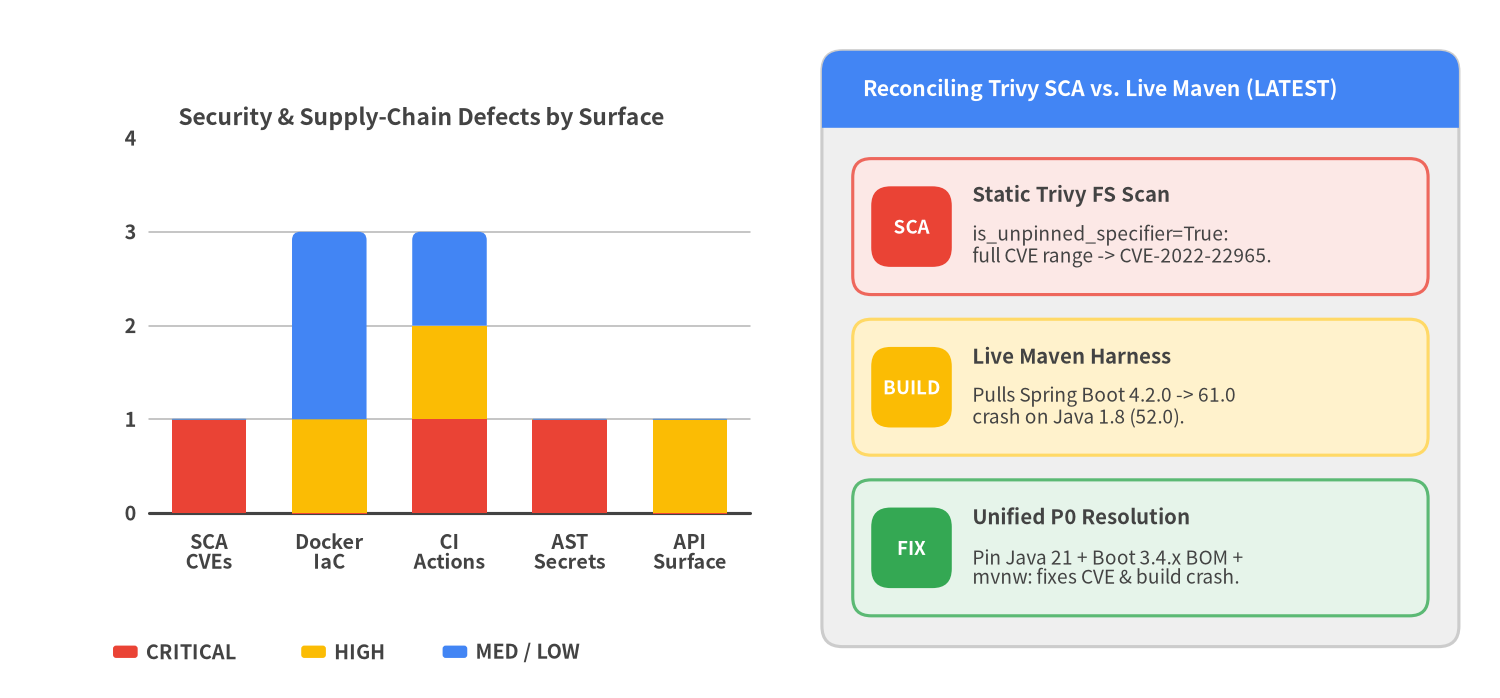 Security & Supply-Chain Defects by Surface
4
3
2
1
0
SCA
CVEs
Docker
IaC
CI
Actions
AST
Secrets
API
Surface
CRITICAL
HIGH
MED / LOW
Reconciling Trivy SCA vs. Live Maven (LATEST)
SCA
Static Trivy FS Scan
is_unpinned_specifier=True:
full CVE range -> CVE-2022-22965.
BUILD
Live Maven Harness
Pulls Spring Boot 4.2.0 -> 61.0
crash on Java 1.8 (52.0).
FIX
Unified P0 Resolution
Pin Java 21 + Boot 3.4.x BOM +
mvnw: fixes CVE & build crash.